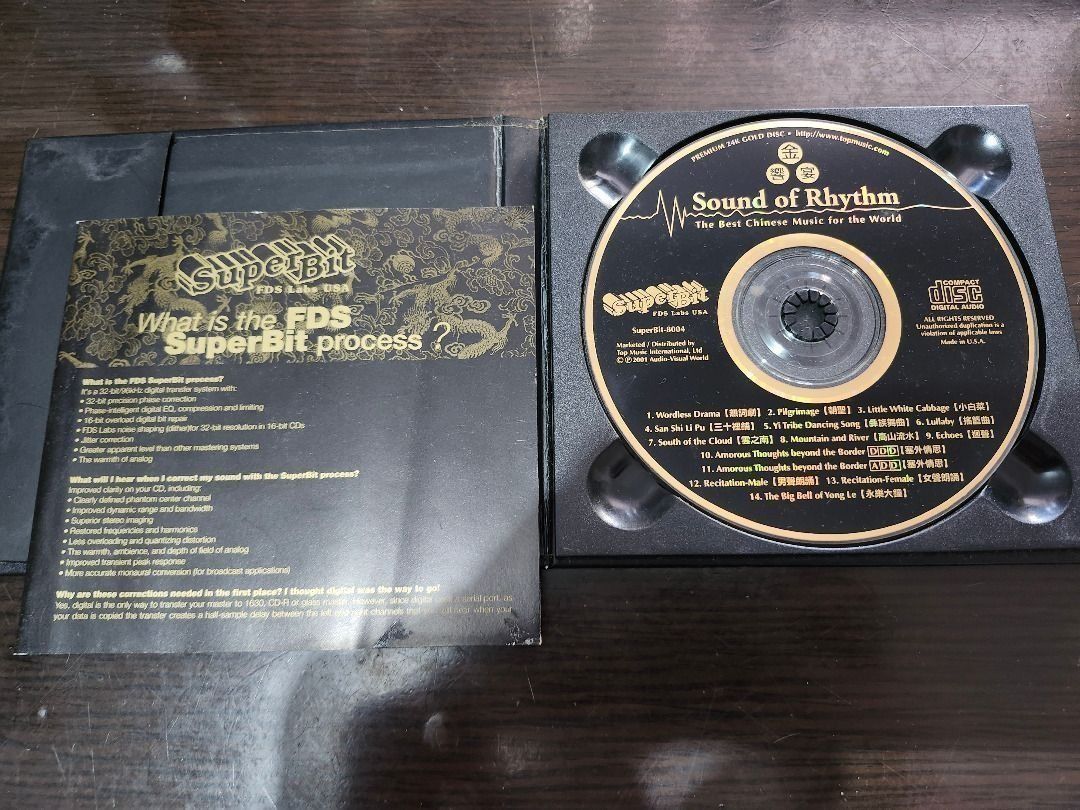 SuperBit
FDS Labs USA
What is the FDS
SuperBit process?
What is the FDS SuperBit process?
It's a 32-bit/96kHz digital transfer system with:
• 32-bit precision phase correction
• Phase-intelligent digital EQ, compression and limiting
• 16-bit overload digital bit repair
• FDS Labs noise shaping (dither)for 32-bit resolution in 16-bit CDs
• Jitter correction
• Greater apparent level than other mastering systems
• The warmth of analog
What will I hear when I correct my sound with the SuperBit process?
Improved clarity on your CD, including:
• Clearly defined phantom center channel
• Improved dynamic range and bandwidth
• Superior stereo imaging
• Restored frequencies and harmonics
• Less overloading and quantizing distortion
• The warmth, ambience, and depth of field of analog
• Improved transient peak response
• More accurate monaural conversion (for broadcast applications)
Why are these corrections needed in the first place? I thought digital was the way to go!
Yes, digital is the only way to transfer your master to 1630, CD-R or glass master. However, since digital a serial port, as
your data is copied the transfer creates a half-sample delay between the left and right channels that you hear when your
PREMIUM 24K GOLD DISC • http://www.topmusic.com
金
響 宴
Sound of Rhythm
The Best Chinese Music for the World
SuperBit
FDS Labs USA
SuperBit-8004
Marketed / Distributed by
Top Music International, Ltd
Ⓒ Ⓟ 2001 Audio-Visual World
COMPACT
disc
DIGITAL AUDIO
ALL RIGHTS RESERVED
Unauthorized duplication is a
violation of applicable laws
Made in U.S.A.
1. Wordless Drama【無詞劇】 2. Pilgrimage【朝聖】 3. Little White Cabbage【小白菜】
4. San Shi Li Pu【三十裡舖】 5. Yi Tribe Dancing Song【彝族舞曲】 6. Lullaby【搖籃曲】
7. South of the Cloud【雲之南】 8. Mountain and River【高山流水】 9. Echoes【迴聲】
10. Amorous Thoughts beyond the Border DDD【塞外情思】
11. Amorous Thoughts beyond the Border ADD【塞外情思】
12. Recitation-Male【男聲朗誦】 13. Recitation-Female【女聲朗誦】
14. The Big Bell of Yong Le【永樂大鐘】